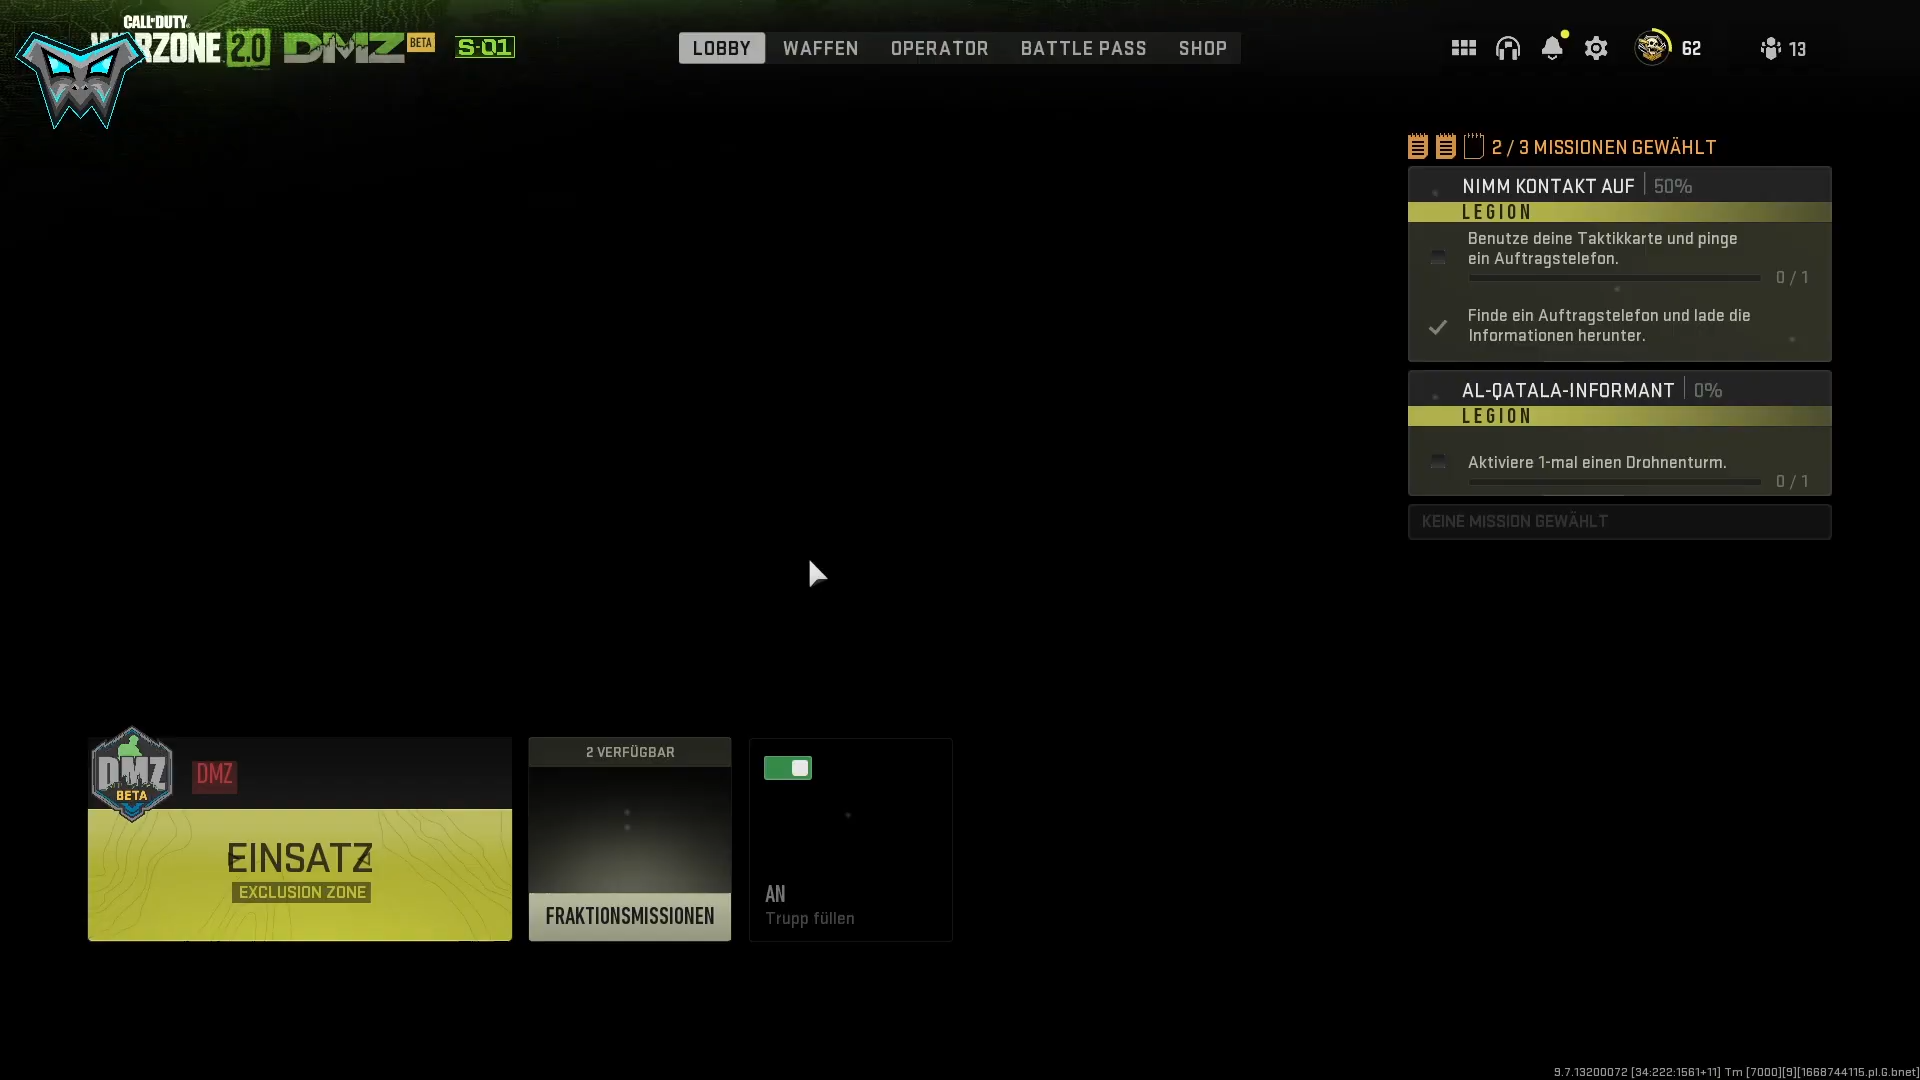 CALL OF DUTY
WARZONE 2.0 DMZ BETA S-01
LOBBY WAFFEN OPERATOR BATTLE PASS SHOP
62
13
2 / 3 MISSIONEN GEWÄHLT
NIMM KONTAKT AUF | 50%
LEGION
Benutze deine Taktikkarte und pinge
ein Auftragstelefon.
0 / 1
Finde ein Auftragstelefon und lade die
Informationen herunter.
AL-QATALA-INFORMANT | 0%
LEGION
Aktiviere 1-mal einen Drohnenturm.
0 / 1
KEINE MISSION GEWÄHLT
DMZ
BETA
DMZ
EINSATZ
EXCLUSION ZONE
2 VERFÜGBAR
FRAKTIONSMISSIONEN
AN
Trupp füllen
9.7.13200072 [34:222:1561+11] Tm [7000][9][1668744115.pl.G.bnet]